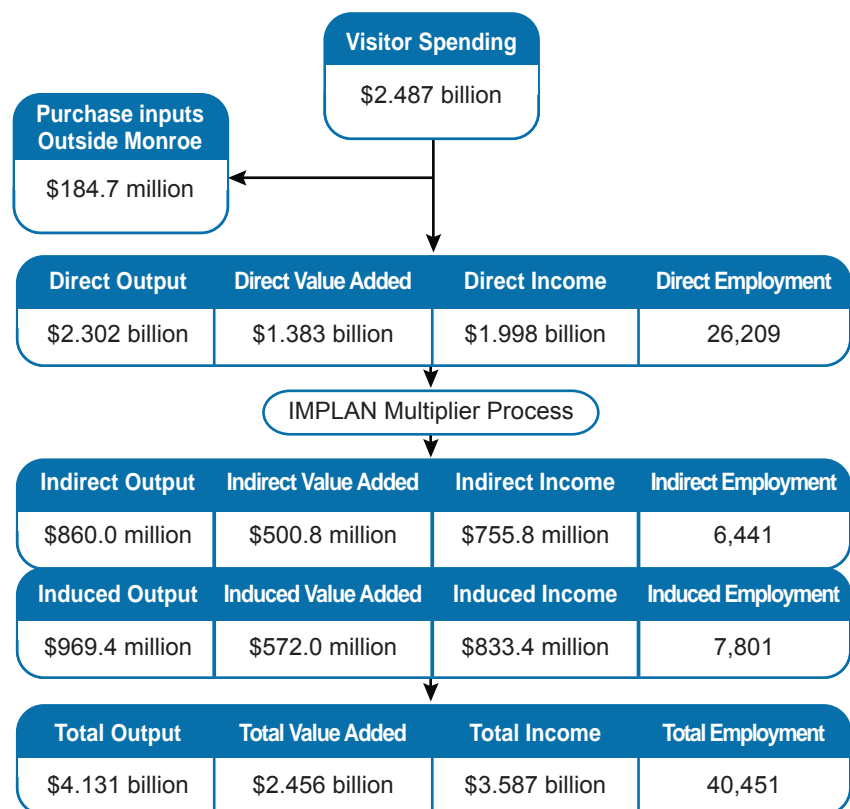 Visitor Spending
$2.487 billion
Purchase inputs
Outside Monroe
$184.7 million
Direct Output Direct Value Added Direct Income Direct Employment
$2.302 billion $1.383 billion $1.998 billion 26,209
IMPLAN Multiplier Process
Indirect Output Indirect Value Added Indirect Income Indirect Employment
$860.0 million $500.8 million $755.8 million 6,441
Induced Output Induced Value Added Induced Income Induced Employment
$969.4 million $572.0 million $833.4 million 7,801
Total Output Total Value Added Total Income Total Employment
$4.131 billion $2.456 billion $3.587 billion 40,451